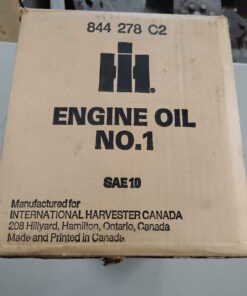 844 278 C2
IH.
ENGINE OIL
NO.1
SAE 10
Manufactured for
INTERNATIONAL HARVESTER CANADA
208 Hillyard, Hamilton, Ontario, Canada
Made and Printed in Canada